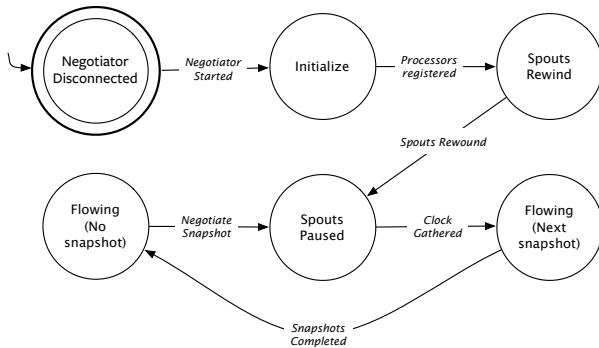 Negotiator
Disconnected
Negotiator
Started
Initialize
Processors
registered
Spouts
Rewind
Spouts Rewound
Flowing
(No
snapshot)
Negotiate
Snapshot
Spouts
Paused
Clock
Gathered
Flowing
(Next
snapshot)
Snapshots
Completed